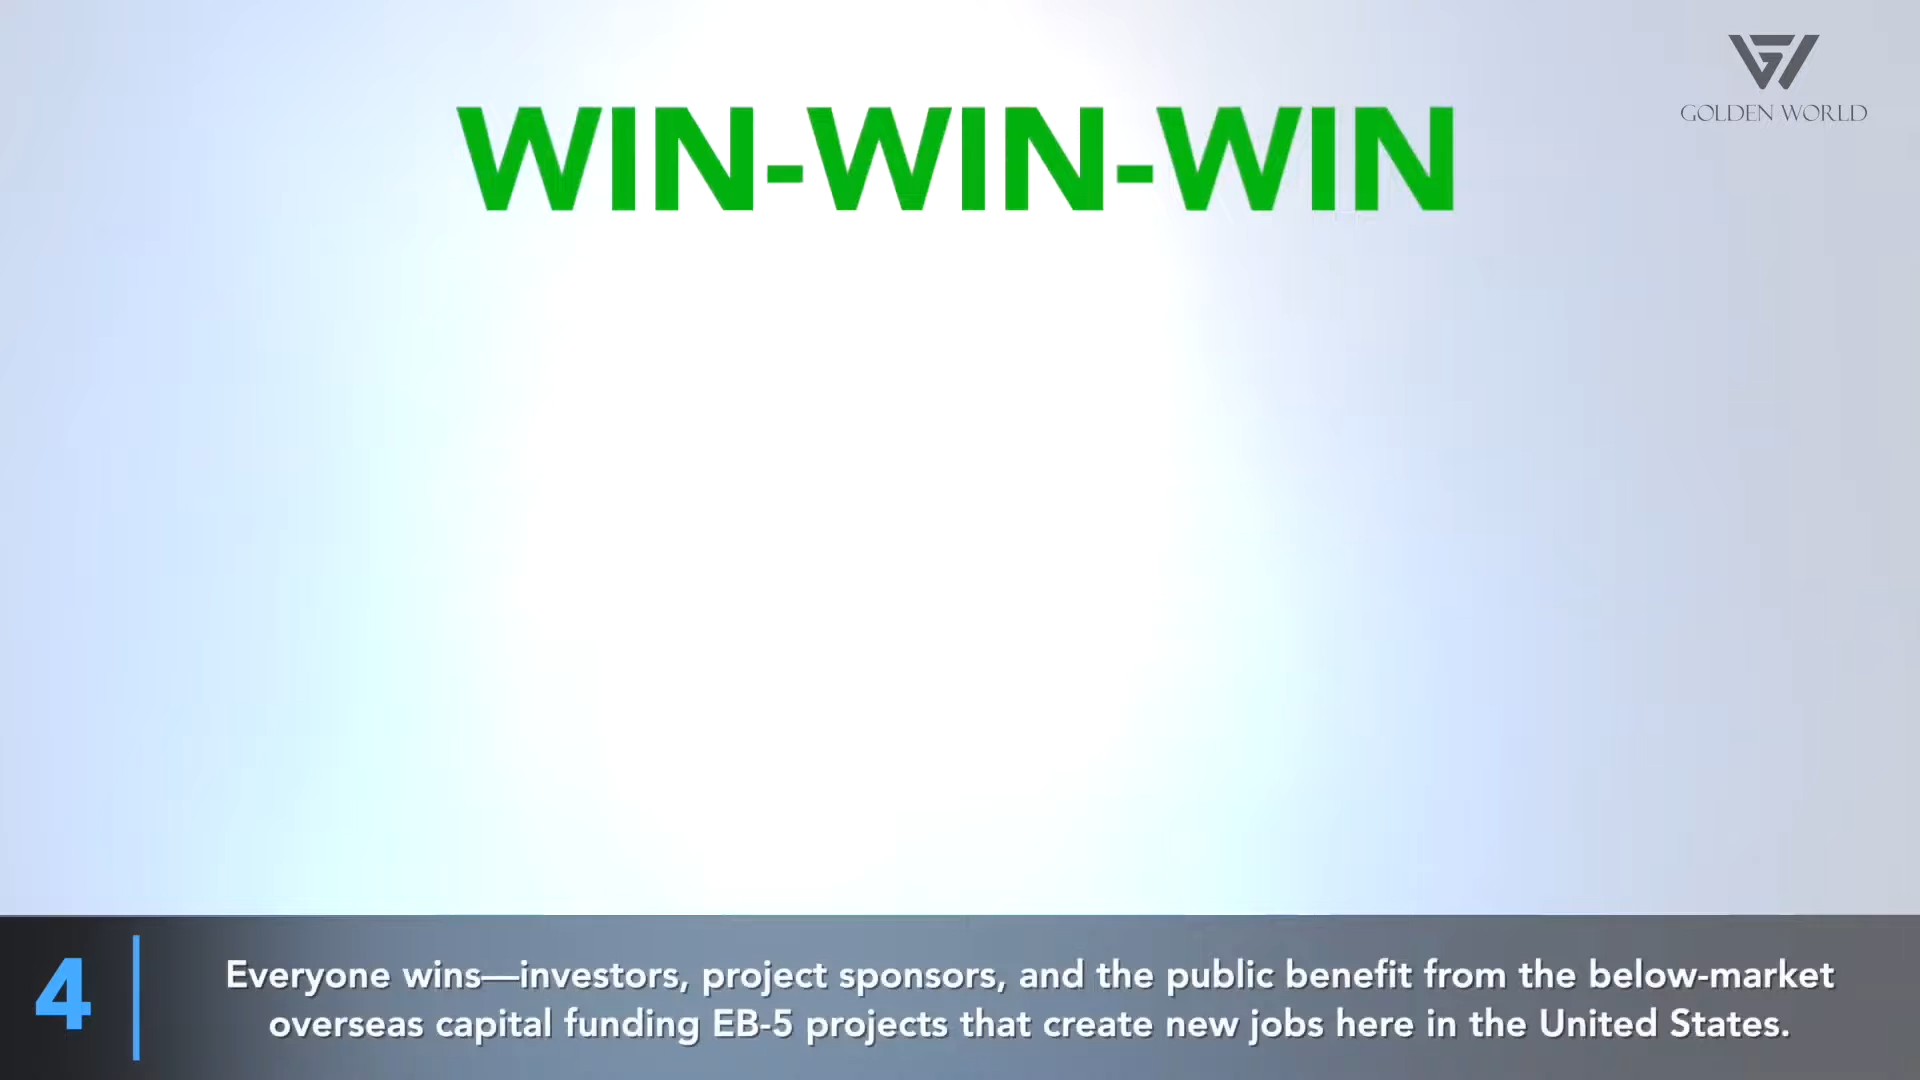 WIN-WIN-WIN
GOLDEN WORLD
4
Everyone wins—investors, project sponsors, and the public benefit from the below-market
overseas capital funding EB-5 projects that create new jobs here in the United States.